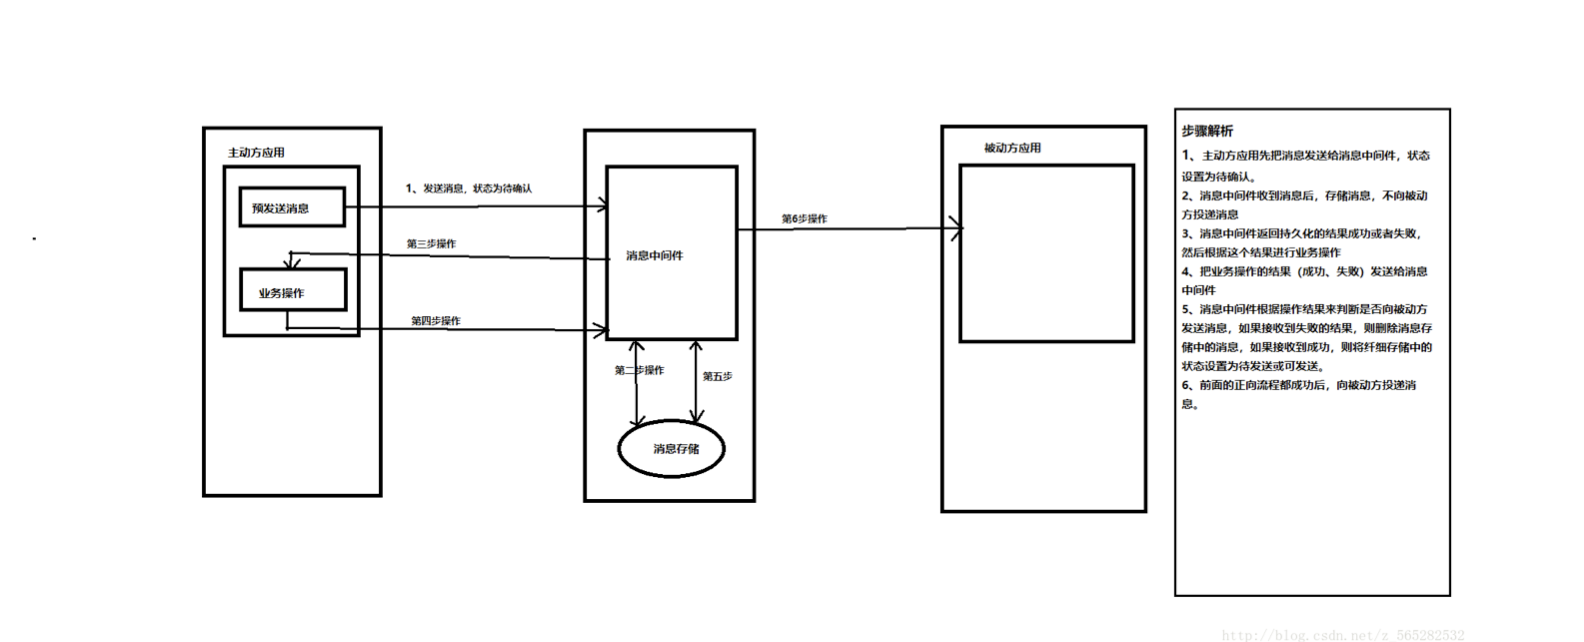 主动方应用
预发送消息
业务操作
1、发送消息，状态为待确认
第三步操作
第四步操作
消息中间件
第二步操作
第五步
消息存储
第6步操作
被动方应用
步骤解析
1、主动方应用先把消息发送给消息中间件，状态
设置为待确认。
2、消息中间件收到消息后，存储消息，不向被动
方投递消息
3、消息中间件返回持久化的结果成功或者失败，
然后根据这个结果进行业务操作
4、把业务操作的结果（成功、失败）发送给消息
中间件
5、消息中间件根据操作结果来判断是否向被动方
发送消息，如果接收到失败的结果，则删除消息存
储中的消息，如果接收到成功，则将纤细存储中的
状态设置为待发送或可发送。
6、前面的正向流程都成功后，向被动方投递消
息。
http://blog.csdn.net/z_565282532